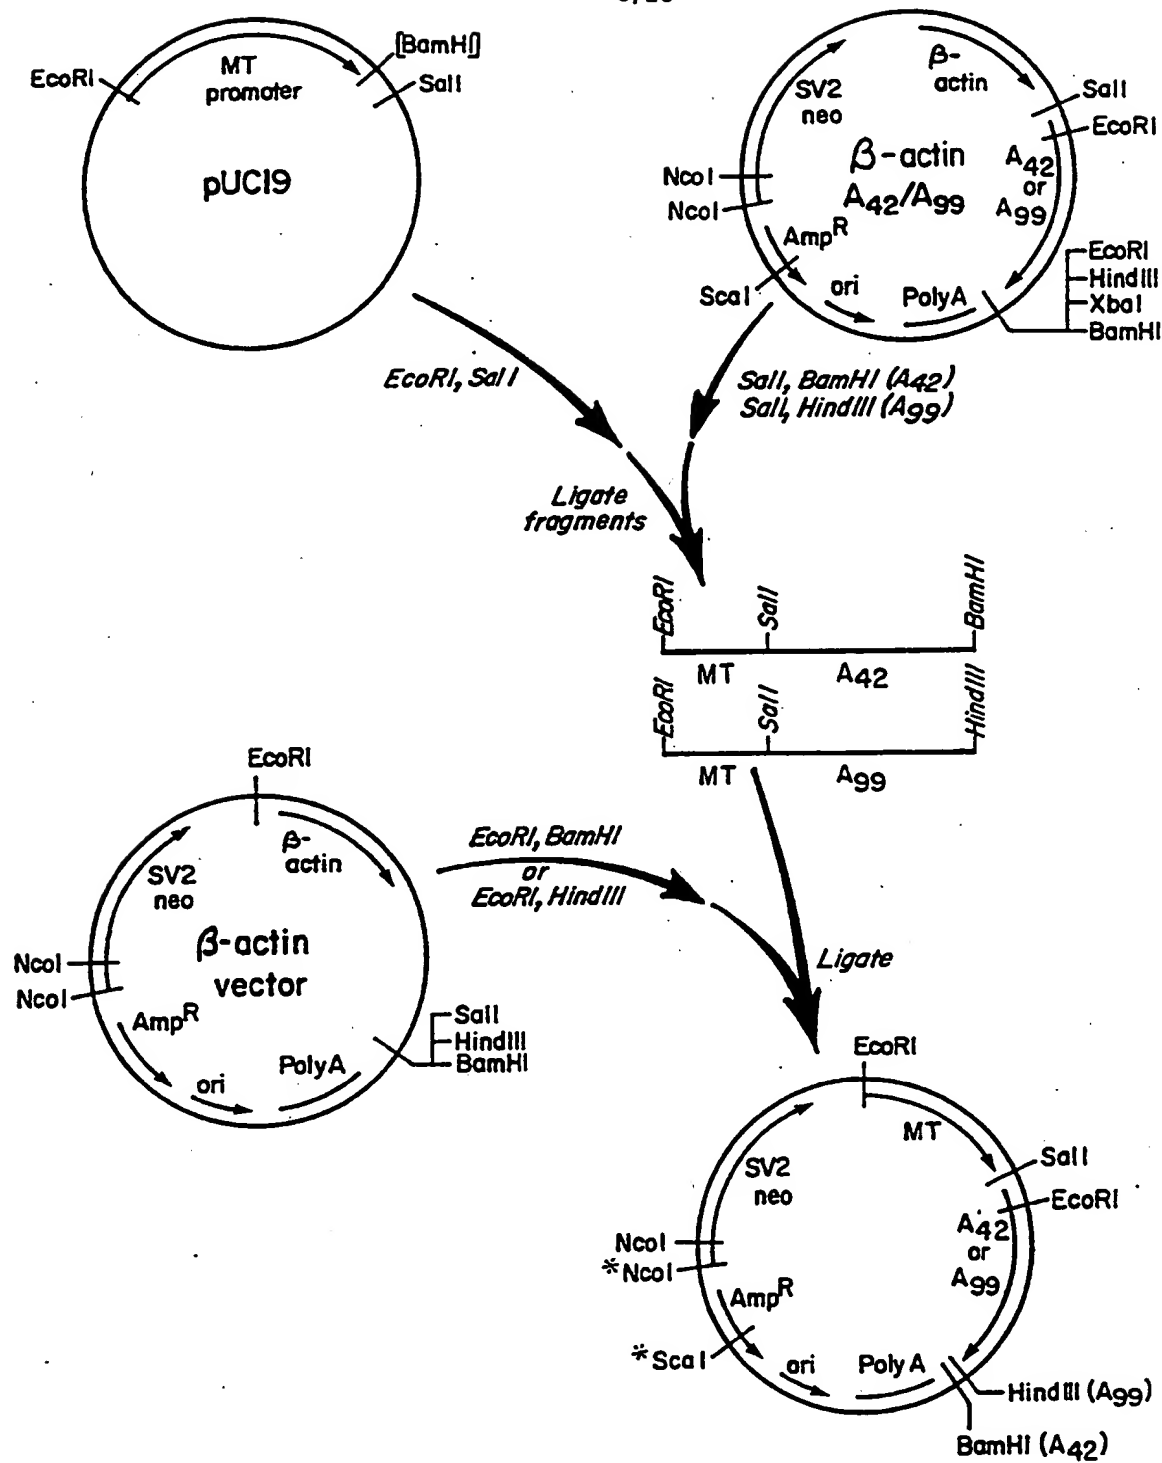 EcoRI
MT
promoter
[BamHI]
SalI
pUC19
SV2
neo
β-
actin
SalI
EcoRI
β-actin
A42/A99
A42
or
A99
NcoI
NcoI
AmpR
ScaI
ori
PolyA
EcoRI
HindIII
XbaI
BamHI
EcoRI, SalI
SalI, BamHI (A42)
SalI, HindIII (A99)
Ligate
fragments
EcoRI
SalI
BamHI
MT
A42
EcoRI
SalI
HindIII
MT
A99
EcoRI
β-
actin
SV2
neo
β-actin
vector
NcoI
NcoI
AmpR
ori
PolyA
SalI
HindIII
BamHI
EcoRI, BamHI
or
EcoRI, HindIII
Ligate
EcoRI
MT
SalI
EcoRI
SV2
neo
A42
or
A99
NcoI
*NcoI
AmpR
*ScaI
ori
Poly A
HindIII (A99)
BamHI (A42)